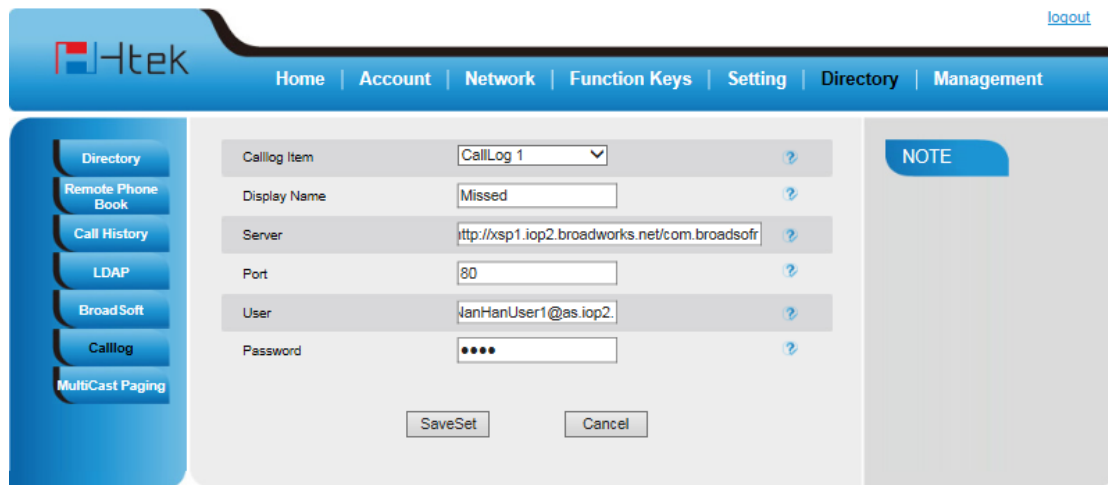 logout
Htek
Home | Account | Network | Function Keys | Setting | Directory | Management
Directory
Remote Phone
Book
Call History
LDAP
BroadSoft
Calllog
MultiCast Paging
Calllog Item
CallLog 1
Display Name
Missed
Server
ttp://xsp1.iop2.broadworks.net/com.broadsofr
Port
80
User
NanHanUser1@as.iop2.
Password
••••
SaveSet
Cancel
NOTE